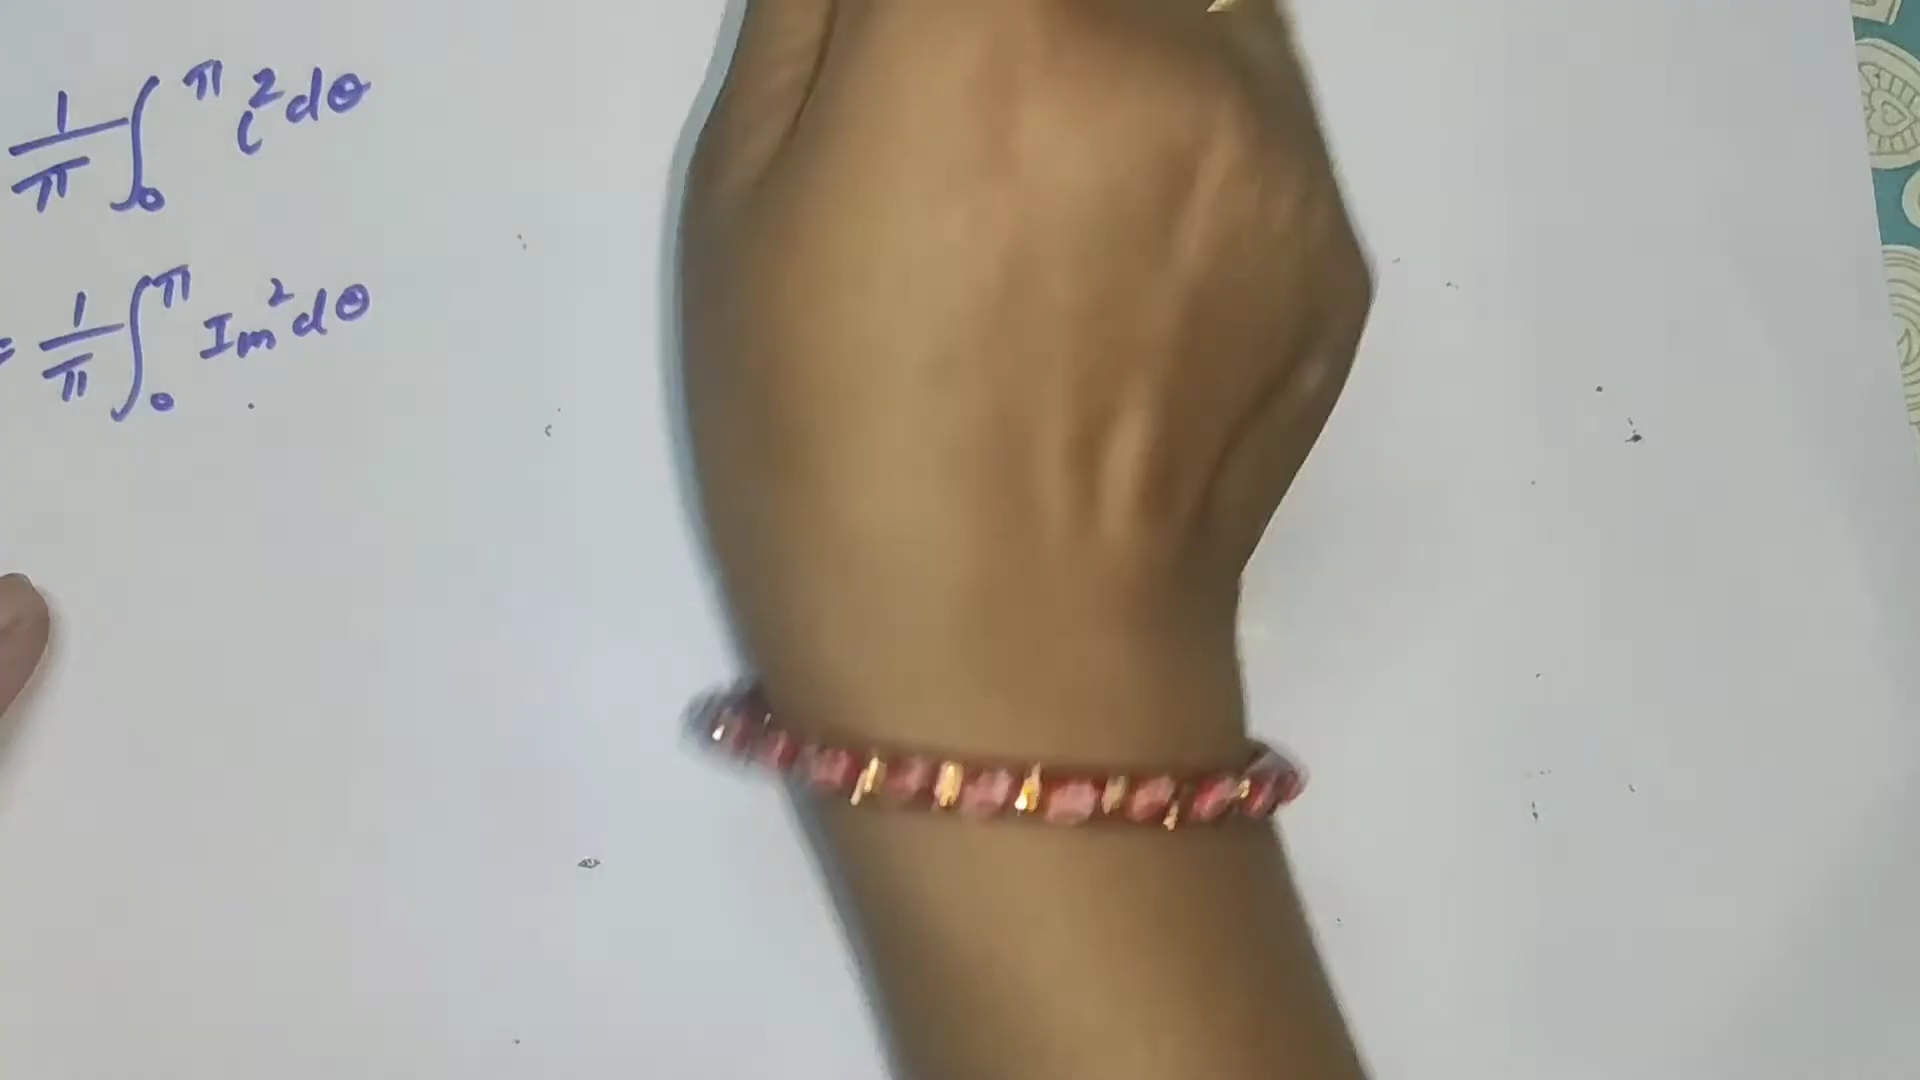 1/π ∫₀^π i² dθ
= 1/π ∫₀^π Im² dθ